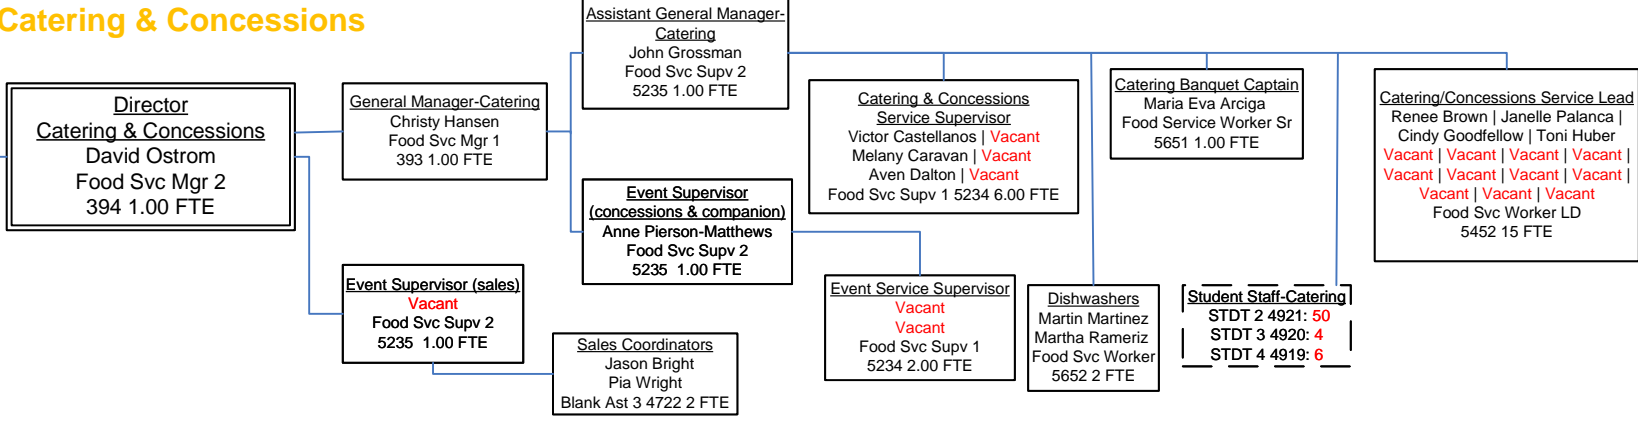 Catering & Concessions
Director
Catering & Concessions
David Ostrom
Food Svc Mgr 2
394 1.00 FTE
General Manager-Catering
Christy Hansen
Food Svc Mgr 1
393 1.00 FTE
Event Supervisor (sales)
Vacant
Food Svc Supv 2
5235  1.00 FTE
Assistant General Manager-
Catering
John Grossman
Food Svc Supv 2
5235 1.00 FTE
Event Supervisor
(concessions & companion)
Anne Pierson-Matthews
Food Svc Supv 2
5235  1.00 FTE
Sales Coordinators
Jason Bright
Pia Wright
Blank Ast 3 4722 2 FTE
Catering & Concessions
Service Supervisor
Victor Castellanos | Vacant
Melany Caravan | Vacant
Aven Dalton | Vacant
Food Svc Supv 1 5234 6.00 FTE
Event Service Supervisor
Vacant
Vacant
Food Svc Supv 1
5234 2.00 FTE
Dishwashers
Martin Martinez
Martha Rameriz
Food Svc Worker
5652 2 FTE
Catering Banquet Captain
Maria Eva Arciga
Food Service Worker Sr
5651 1.00 FTE
Student Staff-Catering
STDT 2 4921: 50
STDT 3 4920: 4
STDT 4 4919: 6
Catering/Concessions Service Lead
Renee Brown | Janelle Palanca |
Cindy Goodfellow | Toni Huber
Vacant | Vacant | Vacant | Vacant |
Vacant | Vacant | Vacant | Vacant |
Vacant | Vacant | Vacant
Food Svc Worker LD
5452 15 FTE